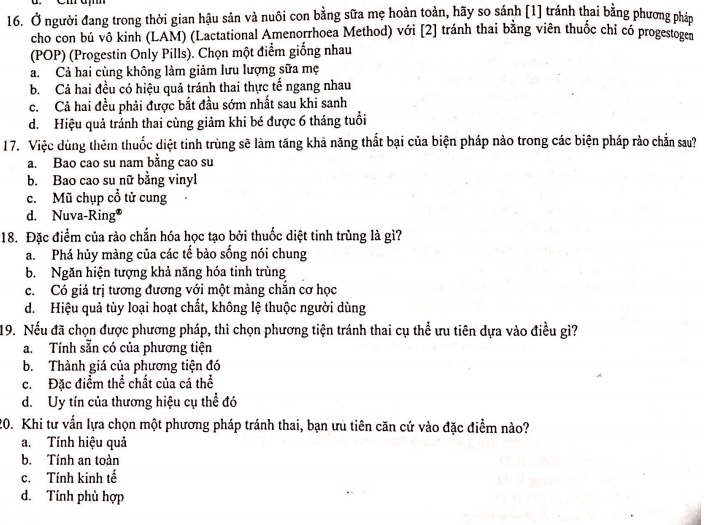 16. Ở người đang trong thời gian hậu sản và nuôi con bằng sữa mẹ hoàn toàn, hãy so sánh [1] tránh thai bằng phương pháp
cho con bú vô kinh (LAM) (Lactational Amenorrhoea Method) với [2] tránh thai bằng viên thuốc chỉ có progestogen
(POP) (Progestin Only Pills). Chọn một điểm giống nhau
a. Cả hai cùng không làm giảm lưu lượng sữa mẹ
b. Cả hai đều có hiệu quả tránh thai thực tế ngang nhau
c. Cả hai đều phải được bắt đầu sớm nhất sau khi sanh
d. Hiệu quả tránh thai cùng giảm khi bé được 6 tháng tuổi
17. Việc dùng thêm thuốc diệt tinh trùng sẽ làm tăng khả năng thất bại của biện pháp nào trong các biện pháp rào chắn sau?
a. Bao cao su nam bằng cao su
b. Bao cao su nữ bằng vinyl
c. Mũ chụp cổ tử cung
d. Nuva-Ring®
18. Đặc điểm của rào chắn hóa học tạo bởi thuốc diệt tinh trùng là gì?
a. Phá hủy màng của các tế bào sống nói chung
b. Ngăn hiện tượng khả năng hóa tinh trùng
c. Có giá trị tương đương với một màng chắn cơ học
d. Hiệu quả tùy loại hoạt chất, không lệ thuộc người dùng
19. Nếu đã chọn được phương pháp, thì chọn phương tiện tránh thai cụ thể ưu tiên dựa vào điều gì?
a. Tính sẵn có của phương tiện
b. Thành giá của phương tiện đó
c. Đặc điểm thể chất của cá thể
d. Uy tín của thương hiệu cụ thể đó
20. Khi tư vấn lựa chọn một phương pháp tránh thai, bạn ưu tiên căn cứ vào đặc điểm nào?
a. Tính hiệu quả
b. Tính an toàn
c. Tính kinh tế
d. Tính phù hợp